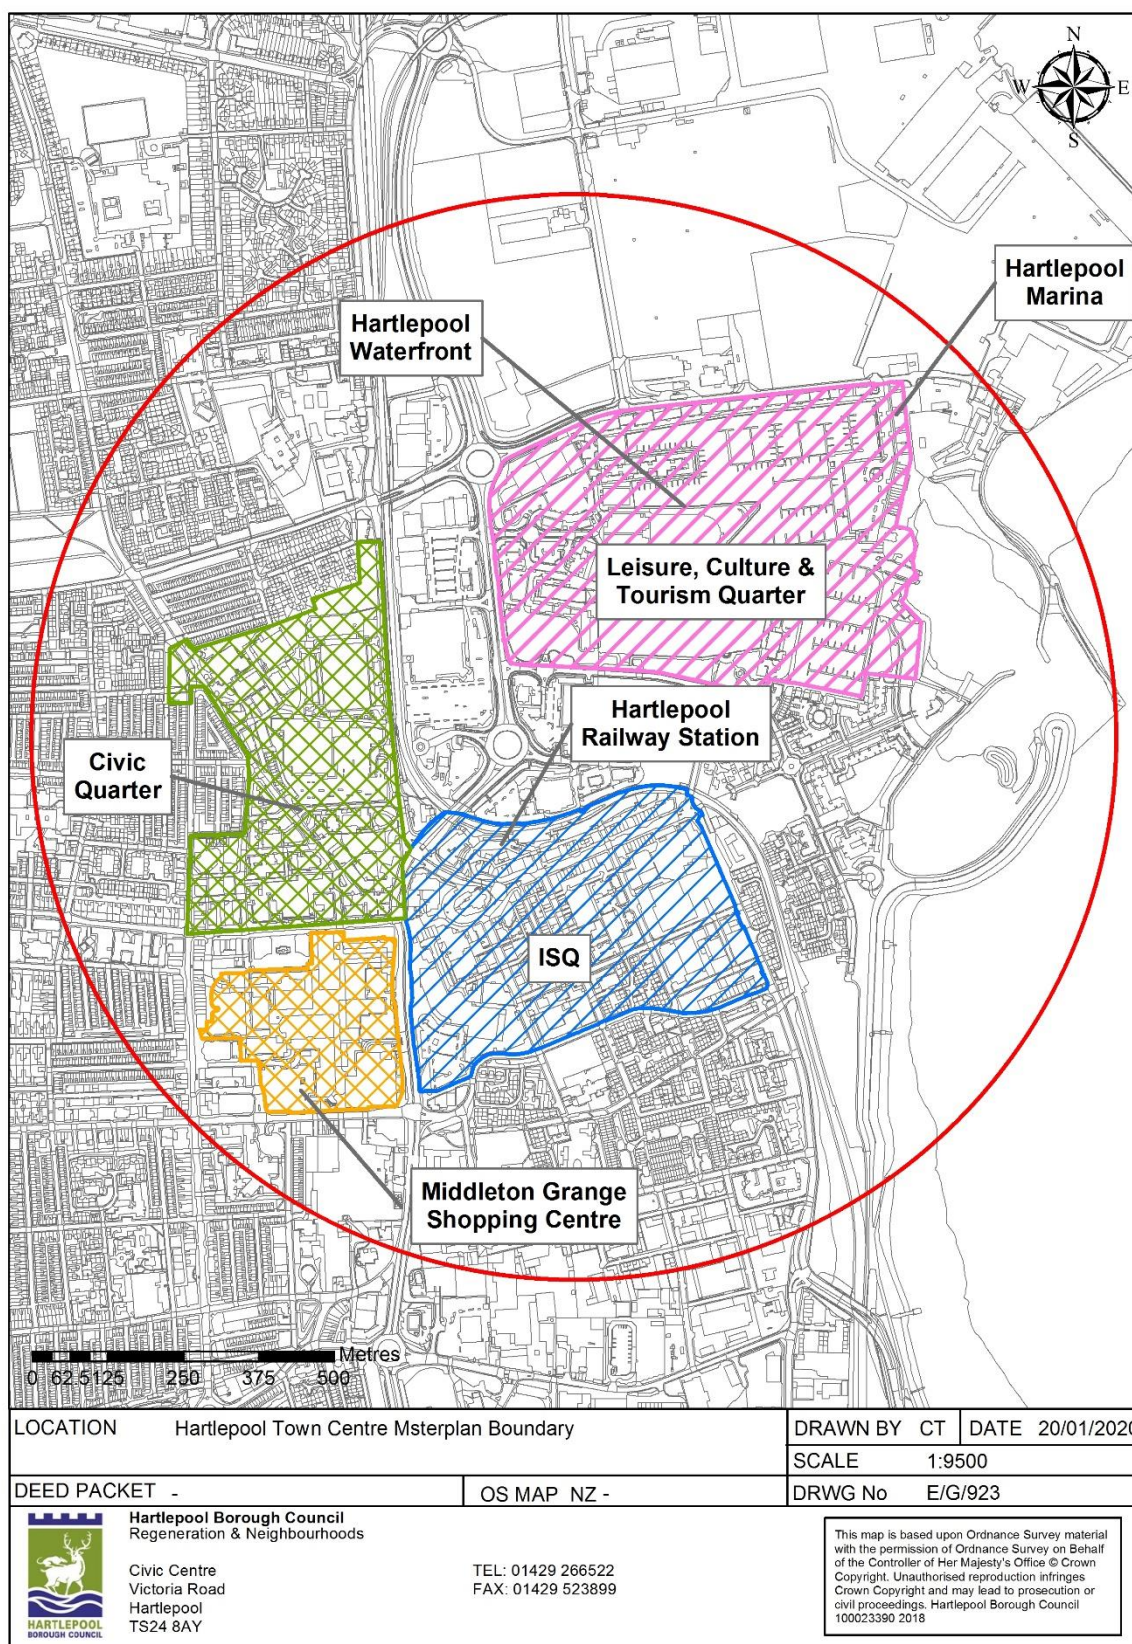 N
W E
S
Hartlepool
Marina
Hartlepool
Waterfront
Leisure, Culture &
Tourism Quarter
Hartlepool
Railway Station
Civic
Quarter
ISQ
Middleton Grange
Shopping Centre
Metres
0 62.5 125 250 375 500
LOCATION Hartlepool Town Centre Msterplan Boundary
DRAWN BY CT DATE 20/01/2020
SCALE 1:9500
DEED PACKET - OS MAP NZ - DRWG No E/G/923
Hartlepool Borough Council
Regeneration & Neighbourhoods
Civic Centre
Victoria Road
Hartlepool
TS24 8AY
TEL: 01429 266522
FAX: 01429 523899
HARTLEPOOL
BOROUGH COUNCIL
This map is based upon Ordnance Survey material
with the permission of Ordnance Survey on Behalf
of the Controller of Her Majesty's Office © Crown
Copyright. Unauthorised reproduction infringes
Crown Copyright and may lead to prosecution or
civil proceedings. Hartlepool Borough Council
100023390 2018